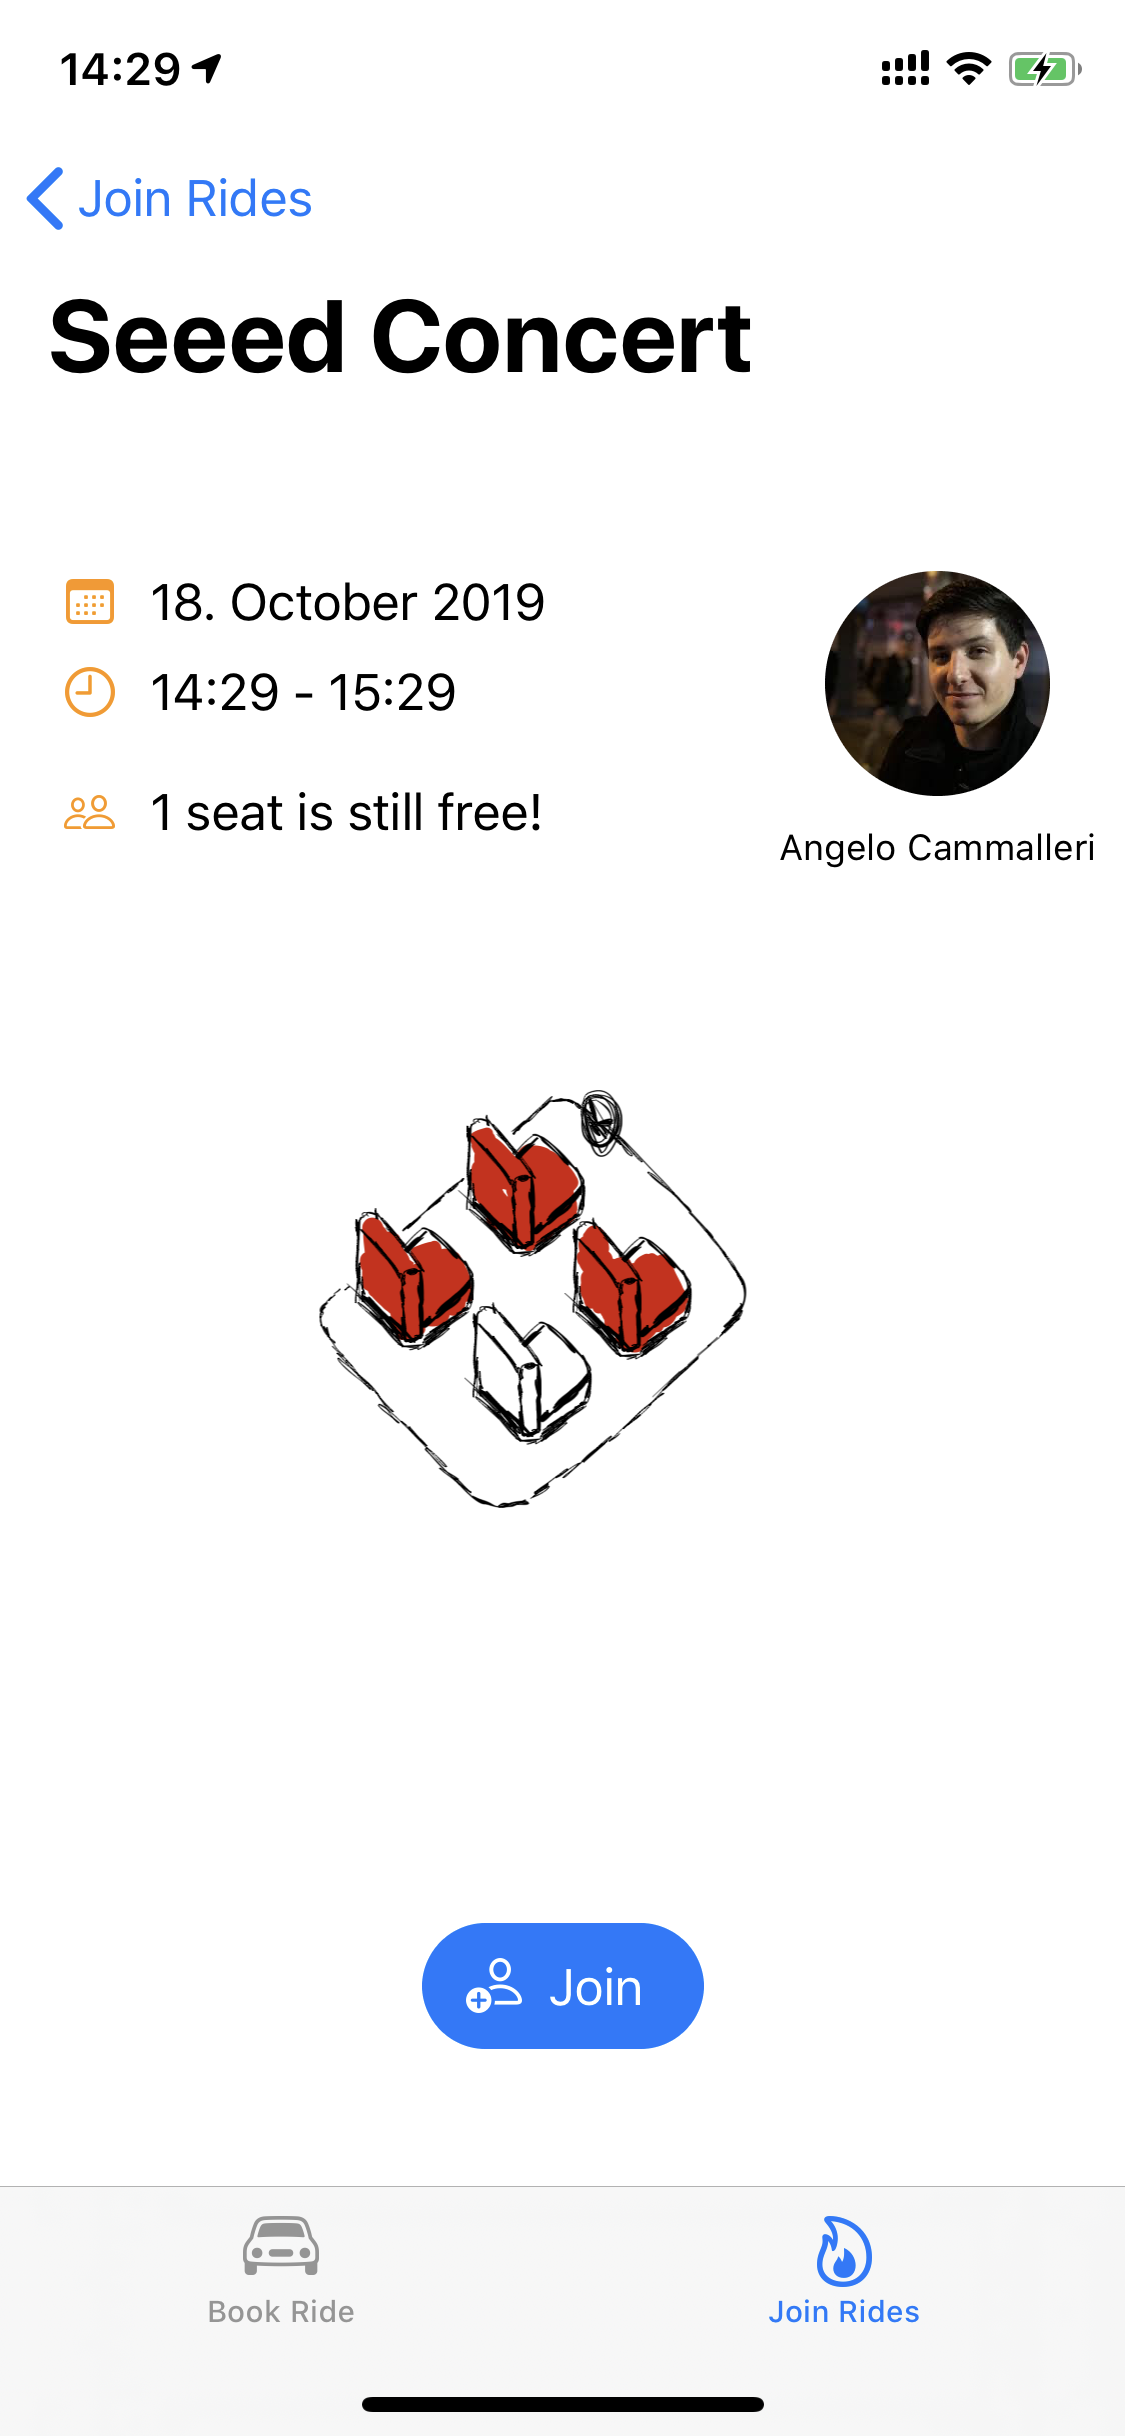 14:29
Join Rides
Seeed Concert
18. October 2019
14:29 - 15:29
1 seat is still free!
Angelo Cammalleri
Join
Book Ride
Join Rides